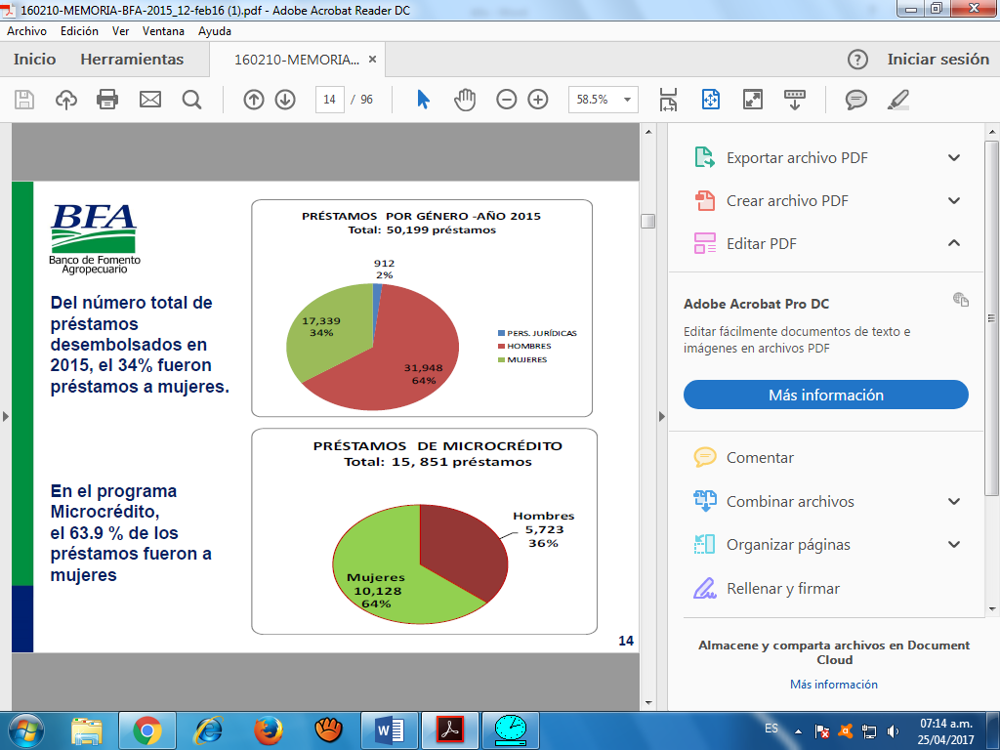 160210-MEMORIA-BFA-2015_12-feb16 (1).pdf - Adobe Acrobat Reader DC
Archivo Edición Ver Ventana Ayuda
Inicio Herramientas 160210-MEMORIA... × Iniciar sesión
14 / 96 58.5%
BFA
Banco de Fomento
Agropecuario
Del número total de
préstamos
desembolsados en
2015, el 34% fueron
préstamos a mujeres.
En el programa
Microcrédito,
el 63.9 % de los
préstamos fueron a
mujeres
PRÉSTAMOS POR GÉNERO -AÑO 2015
Total: 50,199 préstamos
912
2%
17,339
34%
31,948
64%
PERS. JURÍDICAS
HOMBRES
MUJERES
PRÉSTAMOS DE MICROCRÉDITO
Total: 15, 851 préstamos
Hombres
5,723
36%
Mujeres
10,128
64%
14
Exportar archivo PDF
Crear archivo PDF
Editar PDF
Adobe Acrobat Pro DC
Editar fácilmente documentos de texto e
imágenes en archivos PDF
Más información
Comentar
Combinar archivos
Organizar páginas
Rellenar y firmar
Almacene y comparta archivos en Document
Cloud
Más información
ES
07:14 a.m.
25/04/2017